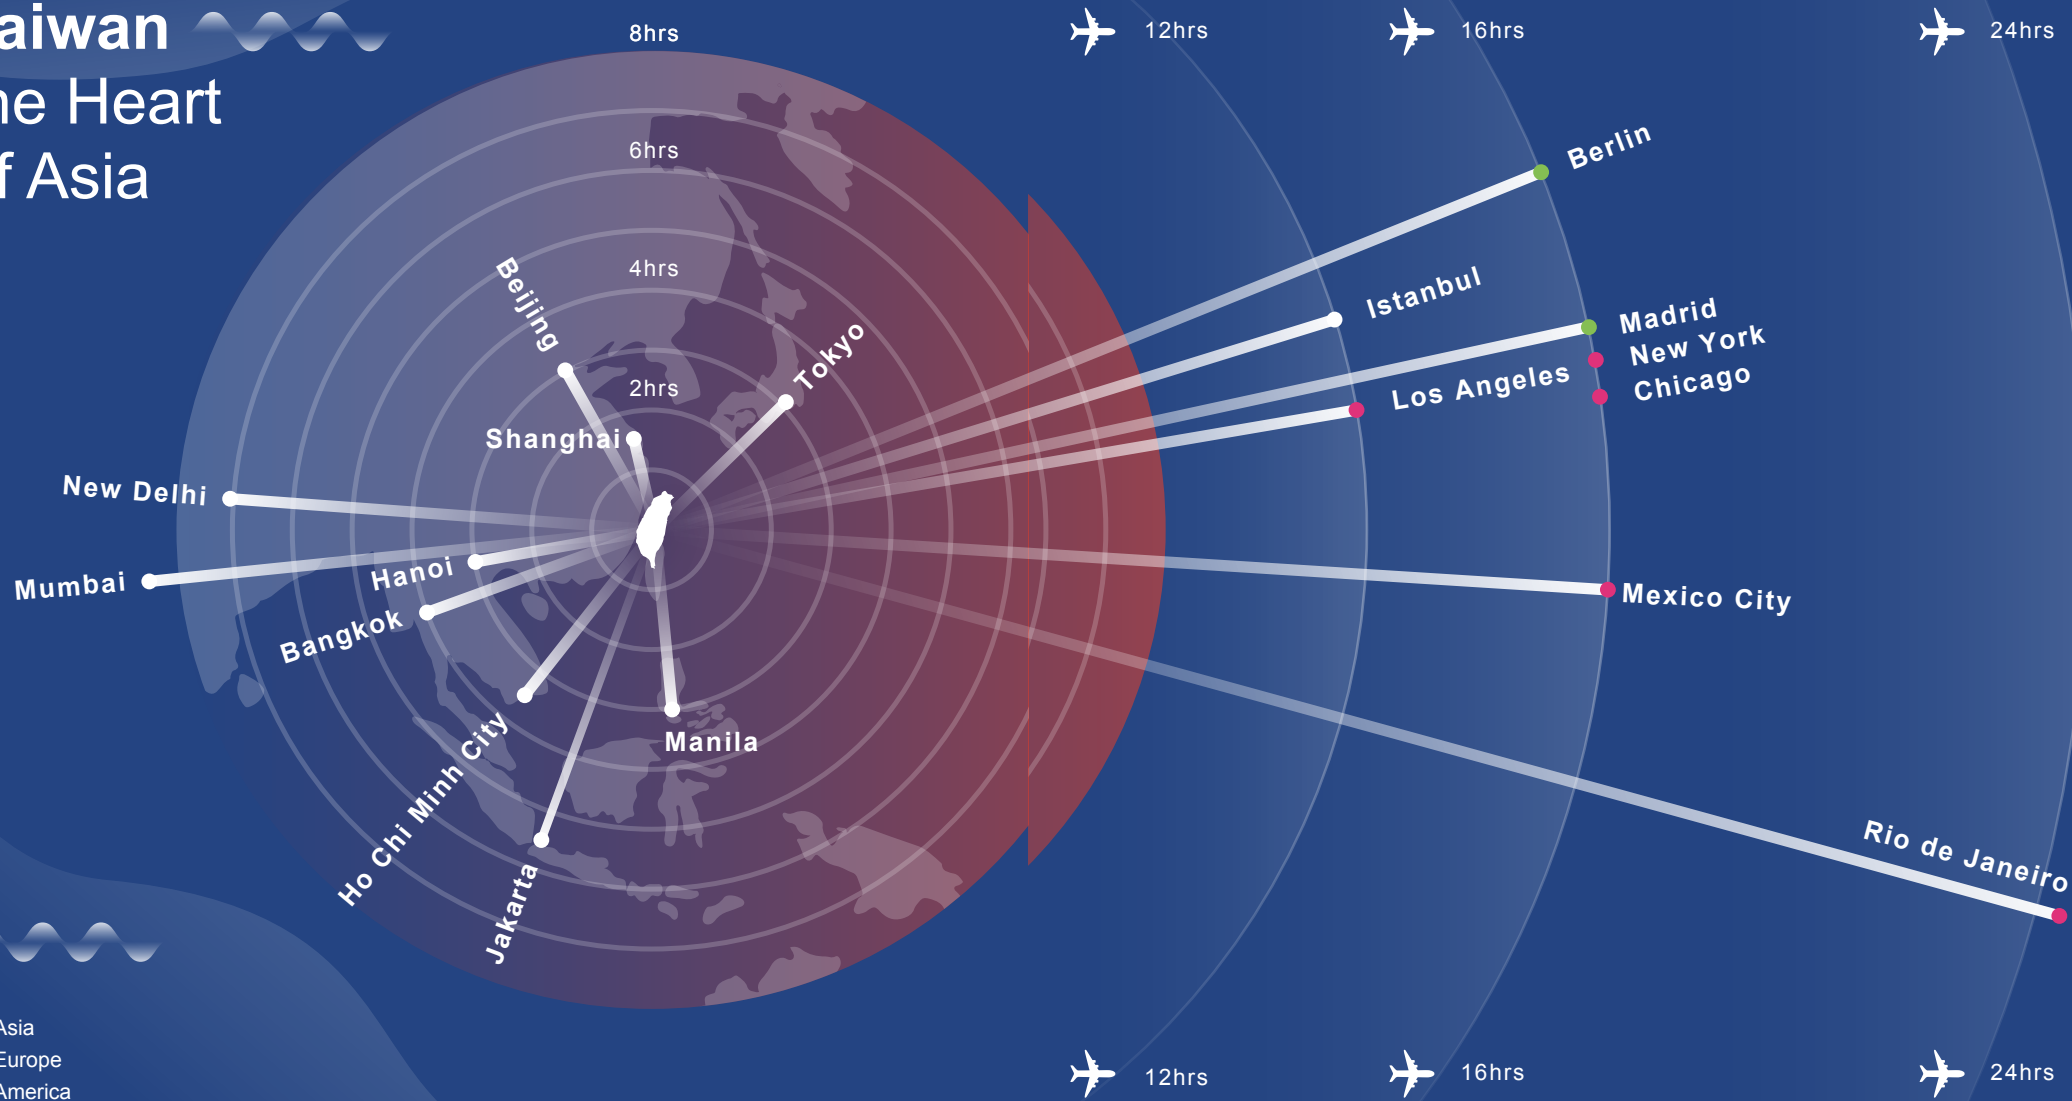 aiwan
ne Heart
f Asia
8hrs
6hrs
4hrs
2hrs
12hrs
16hrs
24hrs
Berlin
Istanbul
Madrid
New York
Chicago
Los Angeles
Beijing
Tokyo
Shanghai
New Delhi
Mumbai
Hanoi
Bangkok
Ho Chi Minh City
Jakarta
Manila
Mexico City
Rio de Janeiro
Asia
Europe
America
12hrs
16hrs
24hrs